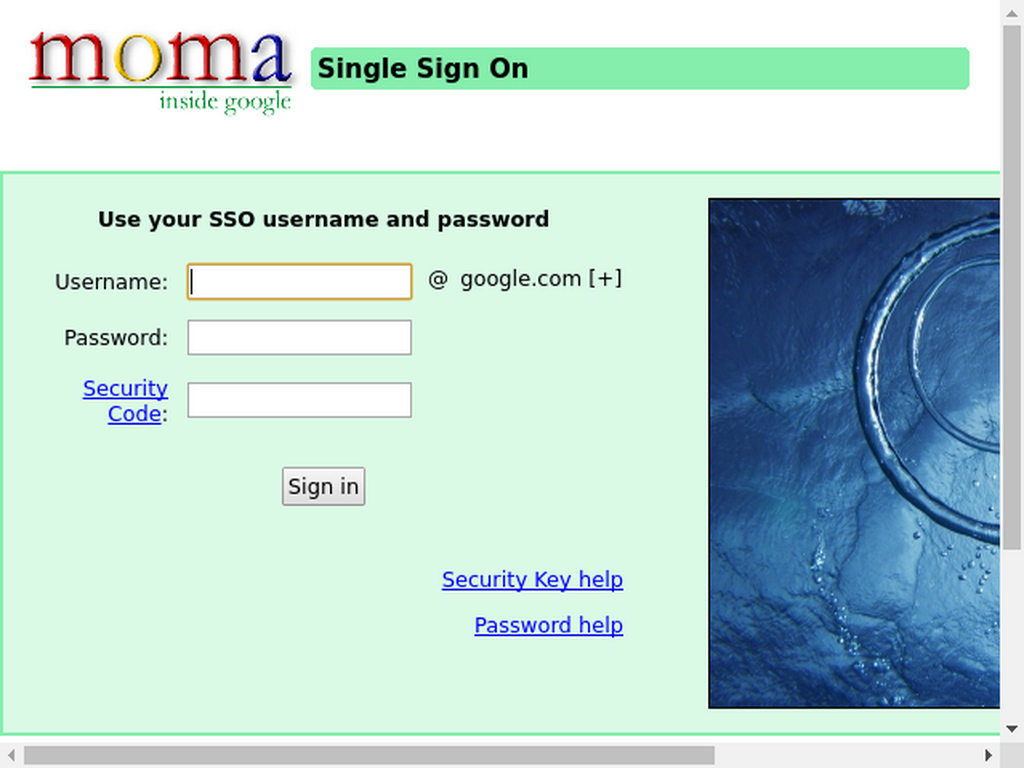 moma
inside google
Single Sign On
Use your SSO username and password
Username:
@ google.com [+]
Password:
Security
Code:
Sign in
Security Key help
Password help